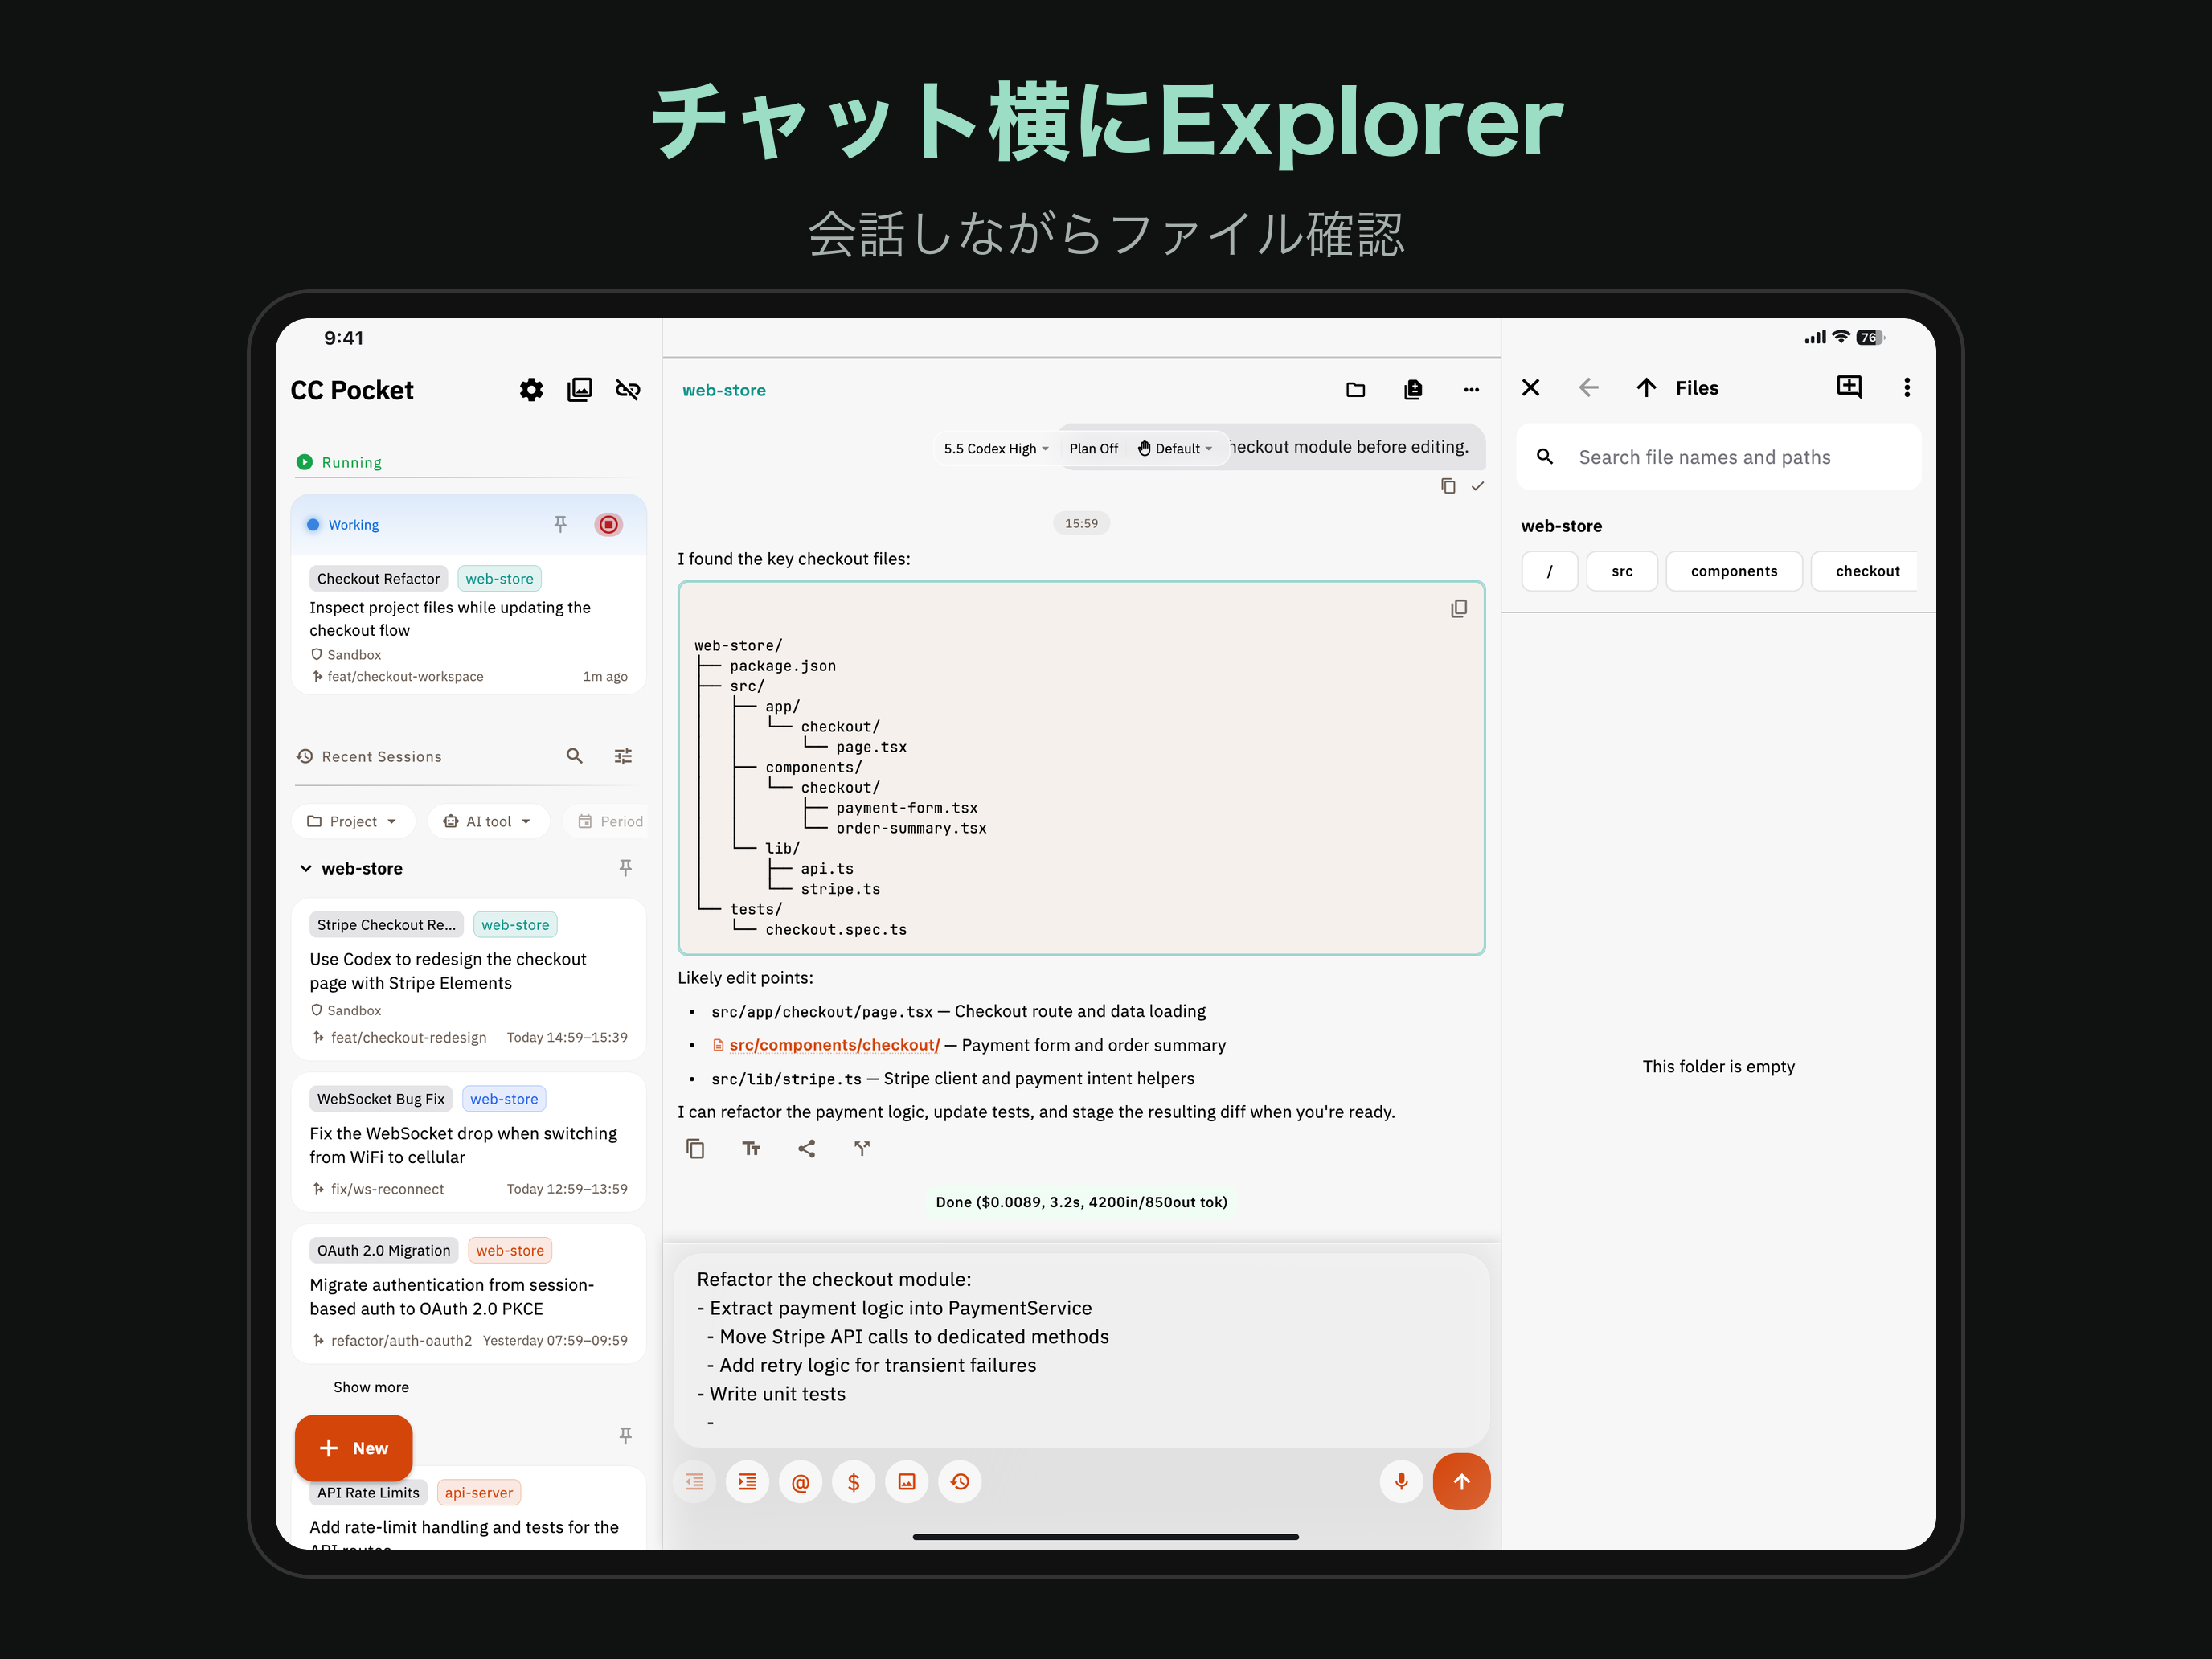 チャット横にExplorer
会話しながらファイル確認
9:41
76
CC Pocket
Running
Working
Checkout Refactor
web-store
Inspect project files while updating the
checkout flow
Sandbox
feat/checkout-workspace
1m ago
Recent Sessions
Project
AI tool
Period
web-store
Stripe Checkout Re...
web-store
Use Codex to redesign the checkout
page with Stripe Elements
Sandbox
feat/checkout-redesign
Today 14:59–15:39
WebSocket Bug Fix
web-store
Fix the WebSocket drop when switching
from WiFi to cellular
fix/ws-reconnect
Today 12:59–13:59
OAuth 2.0 Migration
web-store
Migrate authentication from session-
based auth to OAuth 2.0 PKCE
refactor/auth-oauth2
Yesterday 07:59–09:59
Show more
New
API Rate Limits
api-server
Add rate-limit handling and tests for the
API routes
web-store
5.5 Codex High
Plan Off
Default
heckout module before editing.
15:59
I found the key checkout files:
web-store/
├── package.json
├── src/
│   ├── app/
│   │   └── checkout/
│   │       └── page.tsx
│   ├── components/
│   │   └── checkout/
│   │       ├── payment-form.tsx
│   │       └── order-summary.tsx
│   └── lib/
│       ├── api.ts
│       └── stripe.ts
└── tests/
    └── checkout.spec.ts
Likely edit points:
• src/app/checkout/page.tsx — Checkout route and data loading
• src/components/checkout/ — Payment form and order summary
• src/lib/stripe.ts — Stripe client and payment intent helpers
I can refactor the payment logic, update tests, and stage the resulting diff when you're ready.
Done ($0.0089, 3.2s, 4200in/850out tok)
Refactor the checkout module:
- Extract payment logic into PaymentService
  - Move Stripe API calls to dedicated methods
  - Add retry logic for transient failures
- Write unit tests
  -
@
$
Files
Search file names and paths
web-store
/
src
components
checkout
This folder is empty